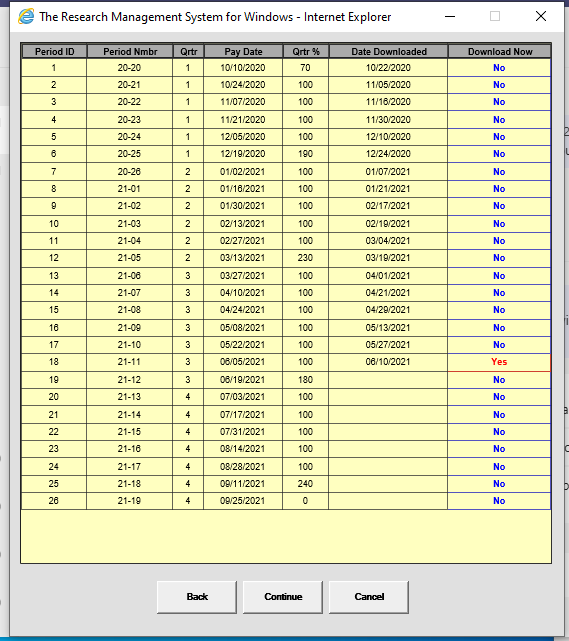 The Research Management System for Windows - Internet Explorer
Period ID Period Nmbr Qrtr Pay Date Qrtr % Date Downloaded Download Now
1 20-20 1 10/10/2020 70 10/22/2020 No
2 20-21 1 10/24/2020 100 11/05/2020 No
3 20-22 1 11/07/2020 100 11/16/2020 No
4 20-23 1 11/21/2020 100 11/30/2020 No
5 20-24 1 12/05/2020 100 12/10/2020 No
6 20-25 1 12/19/2020 190 12/24/2020 No
7 20-26 2 01/02/2021 100 01/07/2021 No
8 21-01 2 01/16/2021 100 01/21/2021 No
9 21-02 2 01/30/2021 100 02/17/2021 No
10 21-03 2 02/13/2021 100 02/19/2021 No
11 21-04 2 02/27/2021 100 03/04/2021 No
12 21-05 2 03/13/2021 230 03/19/2021 No
13 21-06 3 03/27/2021 100 04/01/2021 No
14 21-07 3 04/10/2021 100 04/21/2021 No
15 21-08 3 04/24/2021 100 04/29/2021 No
16 21-09 3 05/08/2021 100 05/13/2021 No
17 21-10 3 05/22/2021 100 05/27/2021 No
18 21-11 3 06/05/2021 100 06/10/2021 Yes
19 21-12 3 06/19/2021 180 No
20 21-13 4 07/03/2021 100 No
21 21-14 4 07/17/2021 100 No
22 21-15 4 07/31/2021 100 No
23 21-16 4 08/14/2021 100 No
24 21-17 4 08/28/2021 100 No
25 21-18 4 09/11/2021 240 No
26 21-19 4 09/25/2021 0 No
Back Continue Cancel